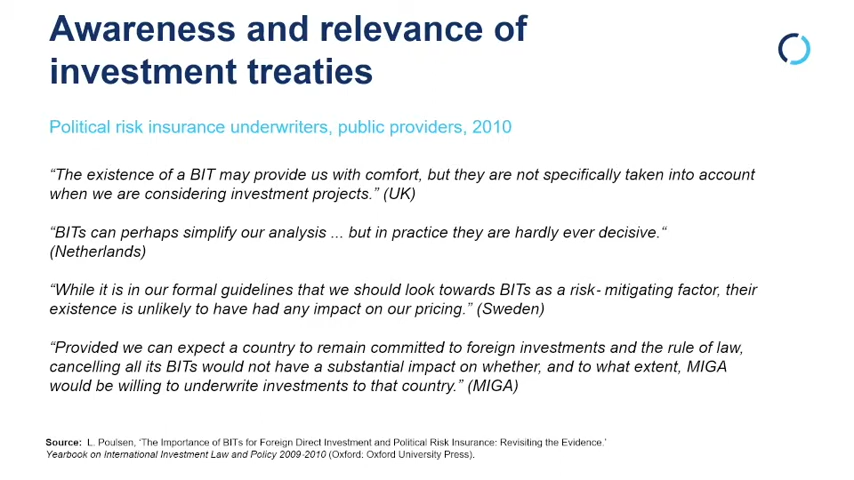 Awareness and relevance of
investment treaties
Political risk insurance underwriters, public providers, 2010
“The existence of a BIT may provide us with comfort, but they are not specifically taken into account
when we are considering investment projects.” (UK)
“BITs can perhaps simplify our analysis ... but in practice they are hardly ever decisive.“
(Netherlands)
“While it is in our formal guidelines that we should look towards BITs as a risk- mitigating factor, their
existence is unlikely to have had any impact on our pricing.” (Sweden)
“Provided we can expect a country to remain committed to foreign investments and the rule of law,
cancelling all its BITs would not have a substantial impact on whether, and to what extent, MIGA
would be willing to underwrite investments to that country.” (MIGA)
Source: L. Poulsen, ‘The Importance of BITs for Foreign Direct Investment and Political Risk Insurance: Revisiting the Evidence.’
Yearbook on International Investment Law and Policy 2009-2010 (Oxford: Oxford University Press).